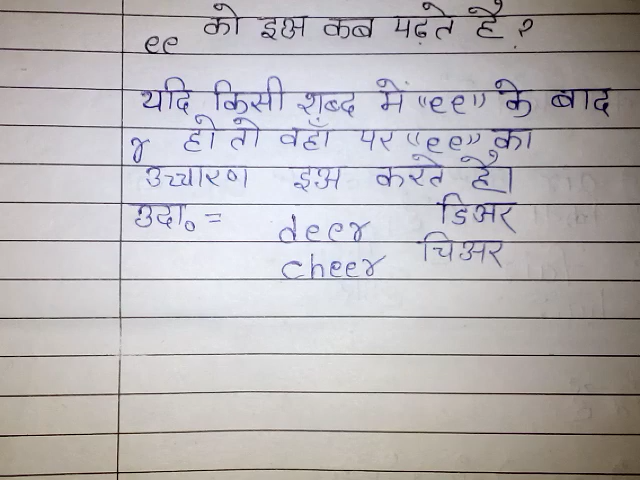 ee को इअ कब पढ़ते है ?
यदि किसी शब्द में "ee" के बाद
r हो तो वहाँ पर "ee" का
उच्चारण इअ करते है।
उदा॰ = deer डिअर
cheer चिअर